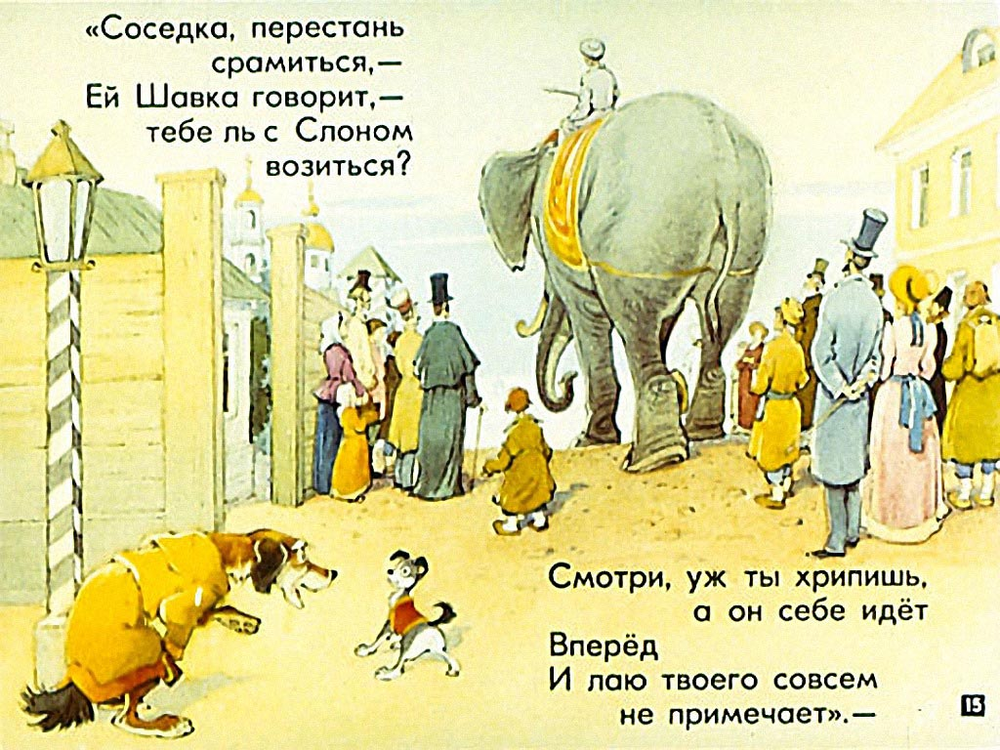 «Соседка, перестань
срамиться,—
Ей Шавка говорит,—
тебе ль с Слоном
возиться?
Смотри, уж ты хрипишь,
а он себе идёт
Вперёд
И лаю твоего совсем
не примечает».—
15